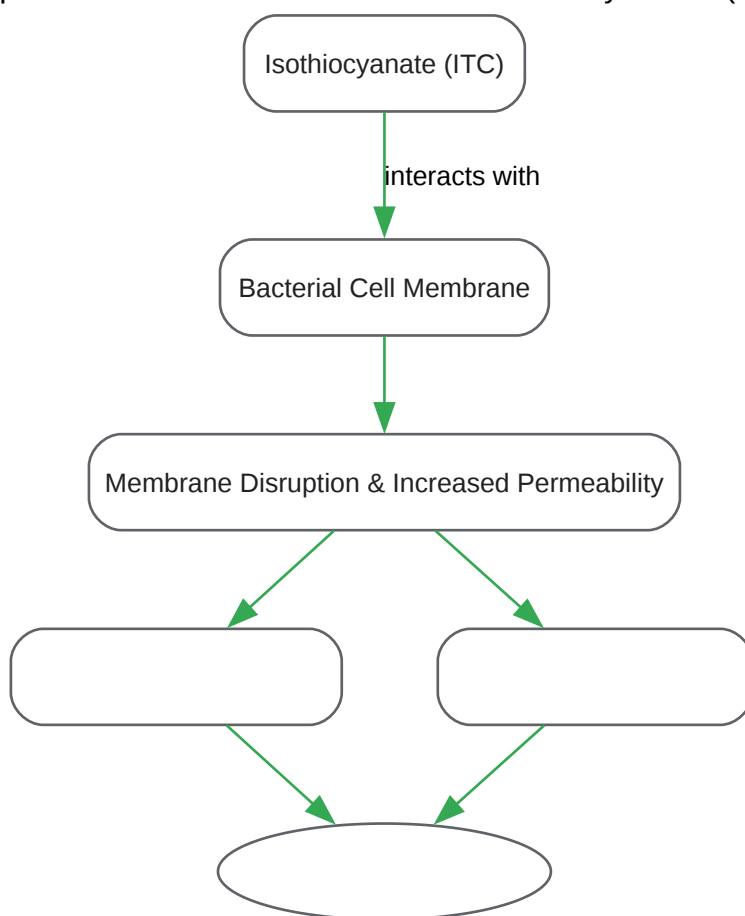 Isothiocyanate (ITC)
interacts with
Bacterial Cell Membrane
Membrane Disruption & Increased Permeability